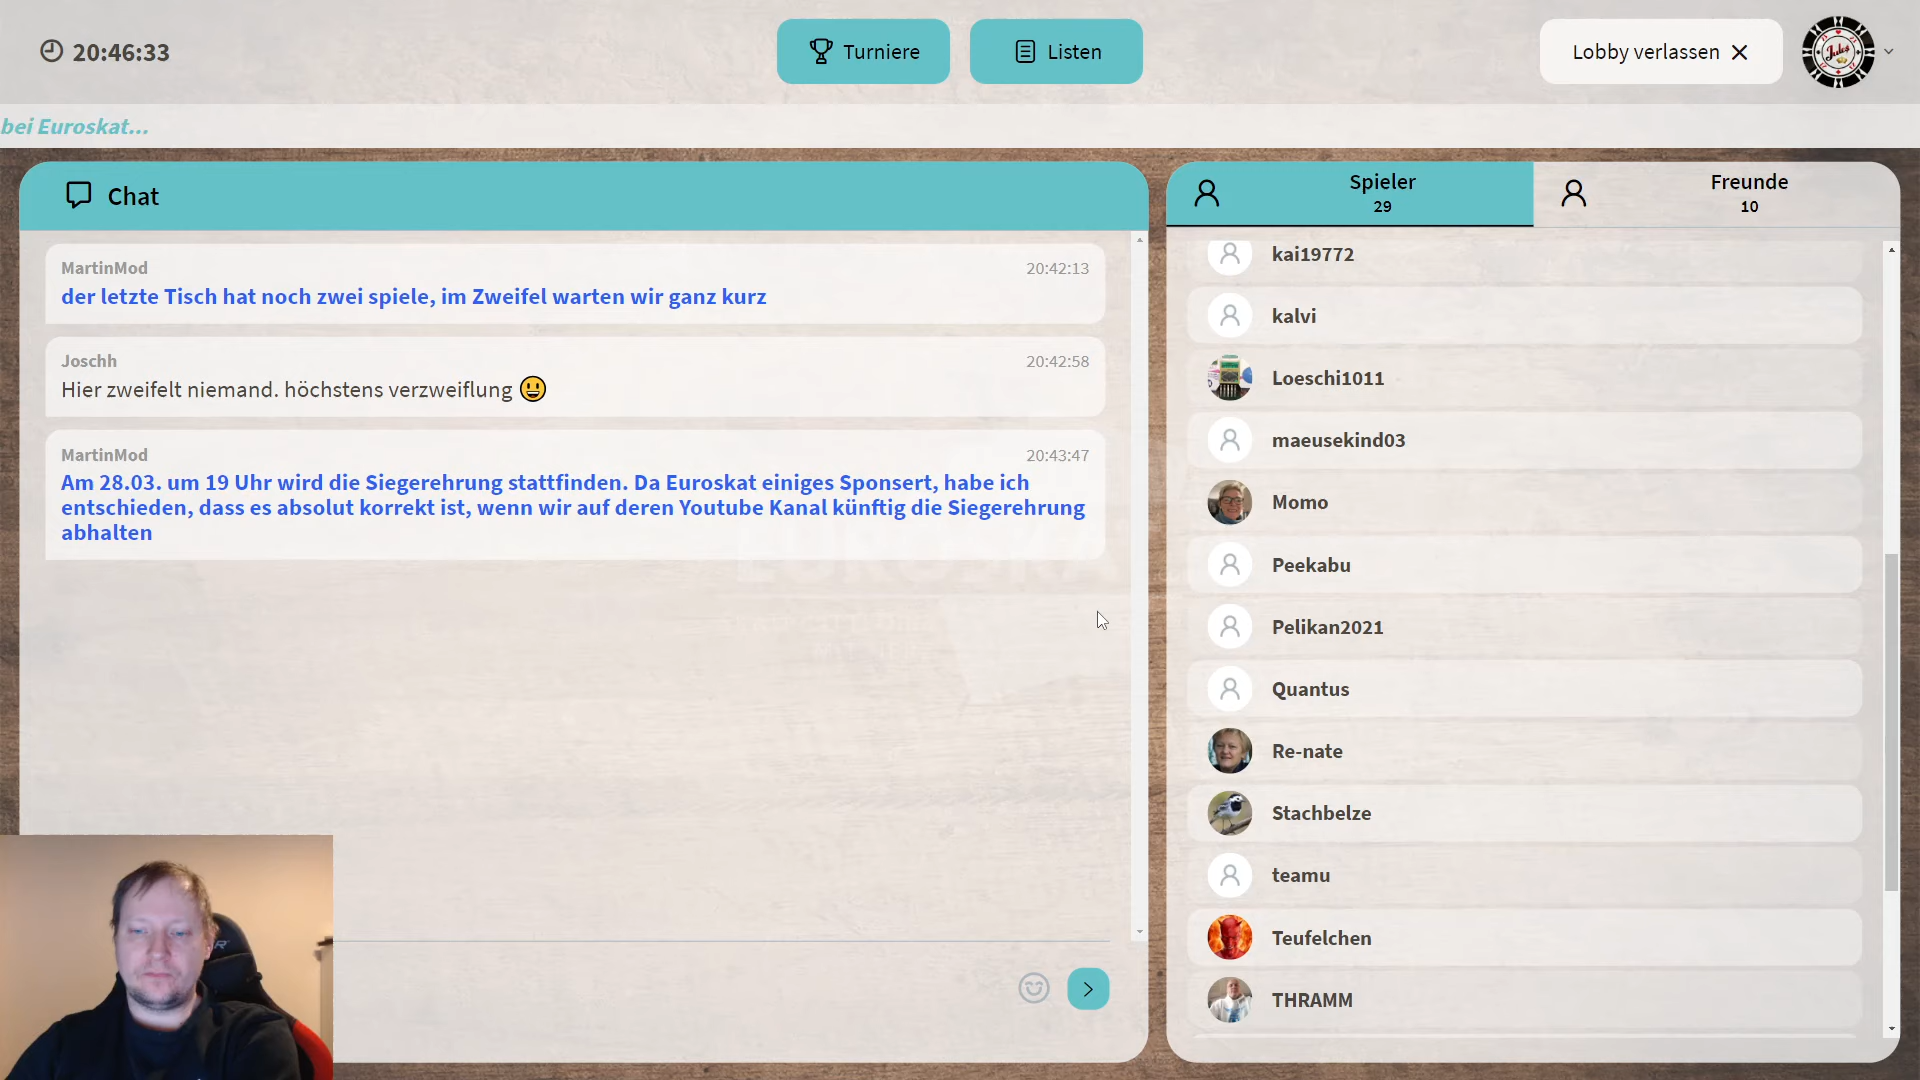 20:46:33
Turniere
Listen
Lobby verlassen
bei Euroskat...
Chat
MartinMod 20:42:13
der letzte Tisch hat noch zwei spiele, im Zweifel warten wir ganz kurz
Joschh 20:42:58
Hier zweifelt niemand. höchstens verzweiflung 😃
MartinMod 20:43:47
Am 28.03. um 19 Uhr wird die Siegerehrung stattfinden. Da Euroskat einiges Sponsert, habe ich
entschieden, dass es absolut korrekt ist, wenn wir auf deren Youtube Kanal künftig die Siegerehrung
abhalten
Spieler
29
Freunde
10
kai19772
kalvi
Loeschi1011
maeusekind03
Momo
Peekabu
Pelikan2021
Quantus
Re-nate
Stachbelze
teamu
Teufelchen
THRAMM